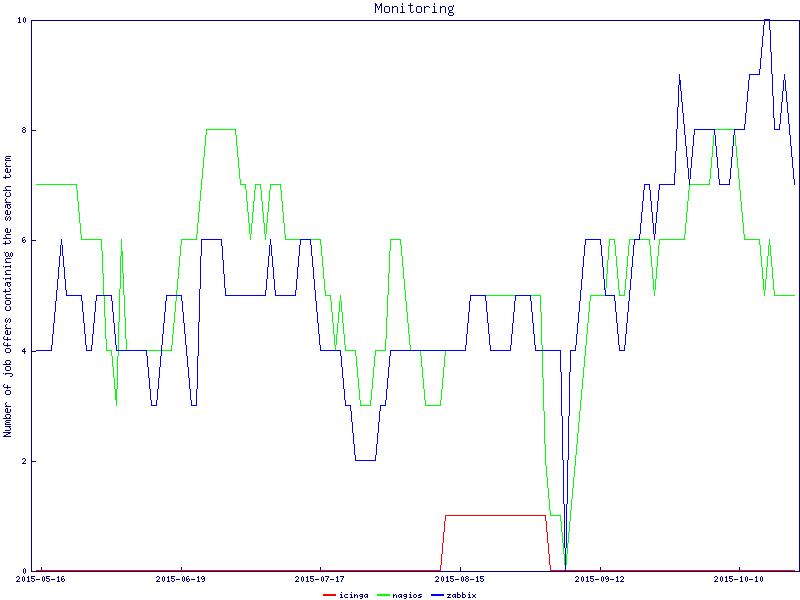 Monitoring
Number of job offers containing the search term
10
8
6
4
2
0
2015-05-16 2015-06-19 2015-07-17 2015-08-15 2015-09-12 2015-10-10
icinga nagios zabbix